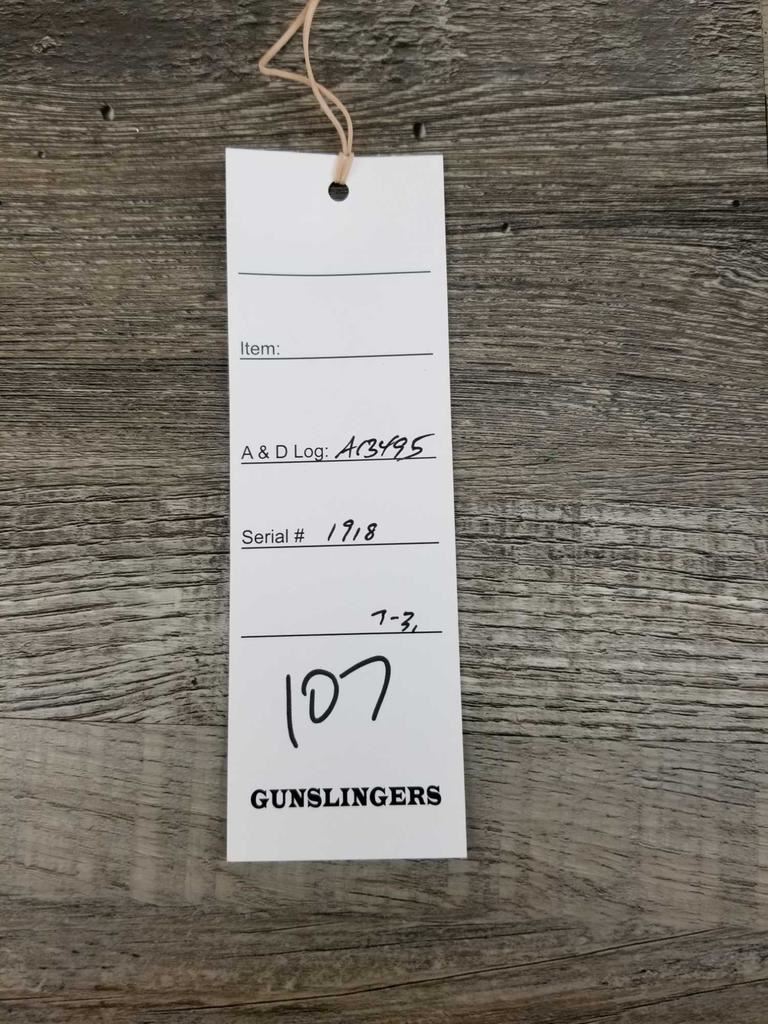 Item:
A & D Log: A13495
Serial # 1918
7-3,
107
GUNSLINGERS